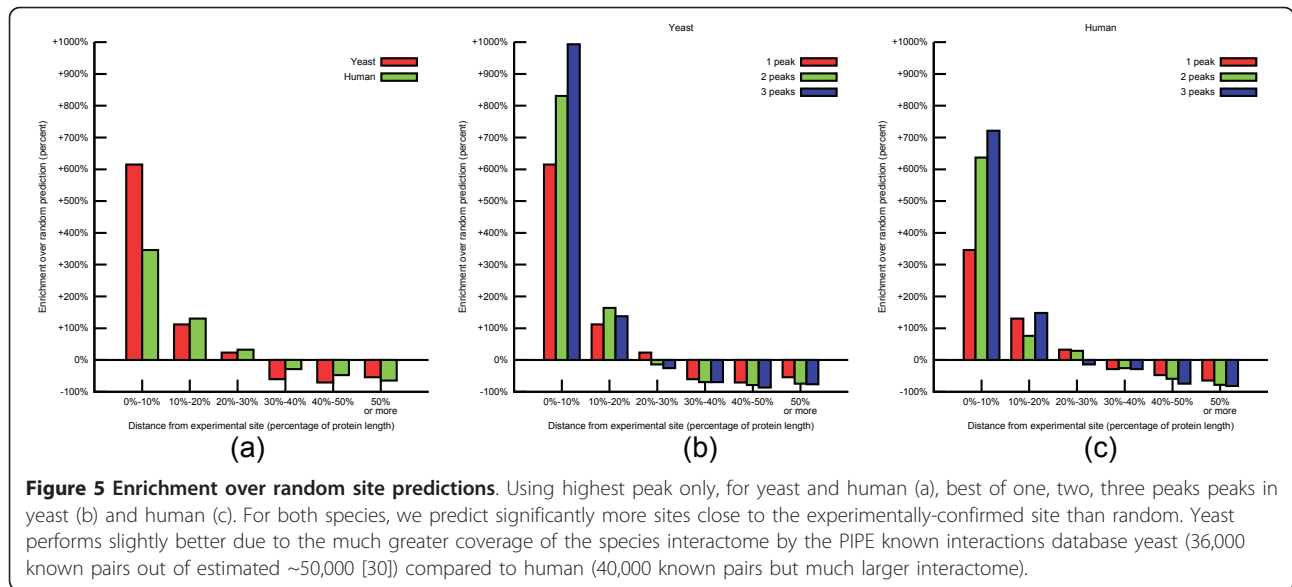 +1000%
+900%
+800%
+700%
+600%
+500%
+400%
+300%
+200%
+100%
0%
-100%
Enrichment over random prediction (percent)
Yeast
Human
0%-10%
10%-20%
20%-30%
30%-40%
40%-50%
50%
or more
Distance from experimental site (percentage of protein length)
(a)
Yeast
+1000%
+900%
+800%
+700%
+600%
+500%
+400%
+300%
+200%
+100%
0%
-100%
Enrichment over random prediction (percent)
1 peak
2 peaks
3 peaks
0%-10%
10%-20%
20%-30%
30%-40%
40%-50%
50%
or more
Distance from experimental site (percentage of protein length)
(b)
Human
+1000%
+900%
+800%
+700%
+600%
+500%
+400%
+300%
+200%
+100%
0%
-100%
Enrichment over random prediction (percent)
1 peak
2 peaks
3 peaks
0%-10%
10%-20%
20%-30%
30%-40%
40%-50%
50%
or more
Distance from experimental site (percentage of protein length)
(c)
Figure 5 Enrichment over random site predictions. Using highest peak only, for yeast and human (a), best of one, two, three peaks peaks in
yeast (b) and human (c). For both species, we predict significantly more sites close to the experimentally-confirmed site than random. Yeast
performs slightly better due to the much greater coverage of the species interactome by the PIPE known interactions database yeast (36,000
known pairs out of estimated ~50,000 [30]) compared to human (40,000 known pairs but much larger interactome).